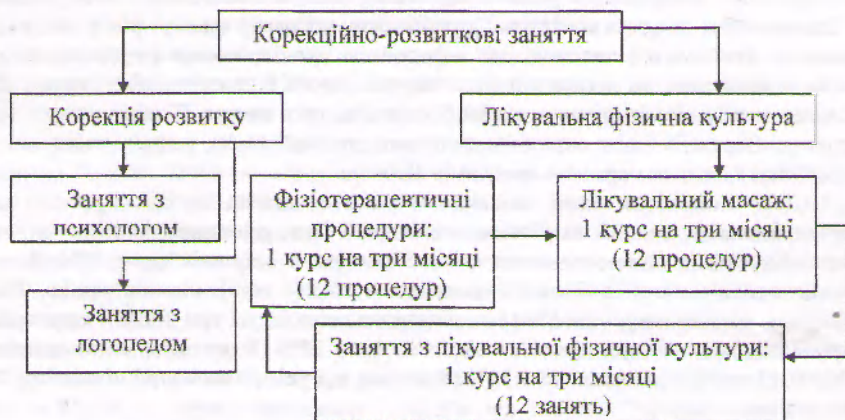 Корекційно-розвиткові заняття
Корекція розвитку
Лікувальна фізична культура
Заняття з
психологом
Фізіотерапевтичні
процедури:
1 курс на три місяці
(12 процедур)
Лікувальний масаж:
1 курс на три місяці
(12 процедур)
Заняття з
логопедом
Заняття з лікувальної фізичної культури:
1 курс на три місяці
(12 занять)